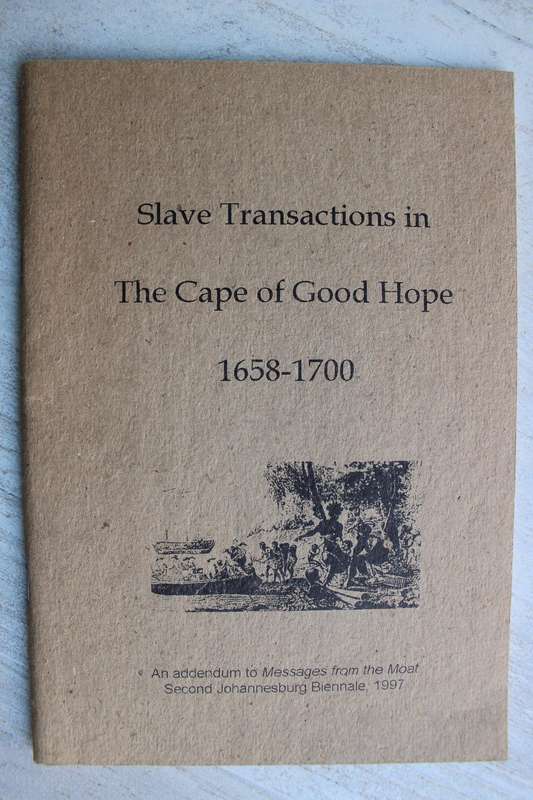 Slave Transactions in
The Cape of Good Hope
1658-1700
An addendum to Messages from the Moat
Second Johannesburg Biennale, 1997